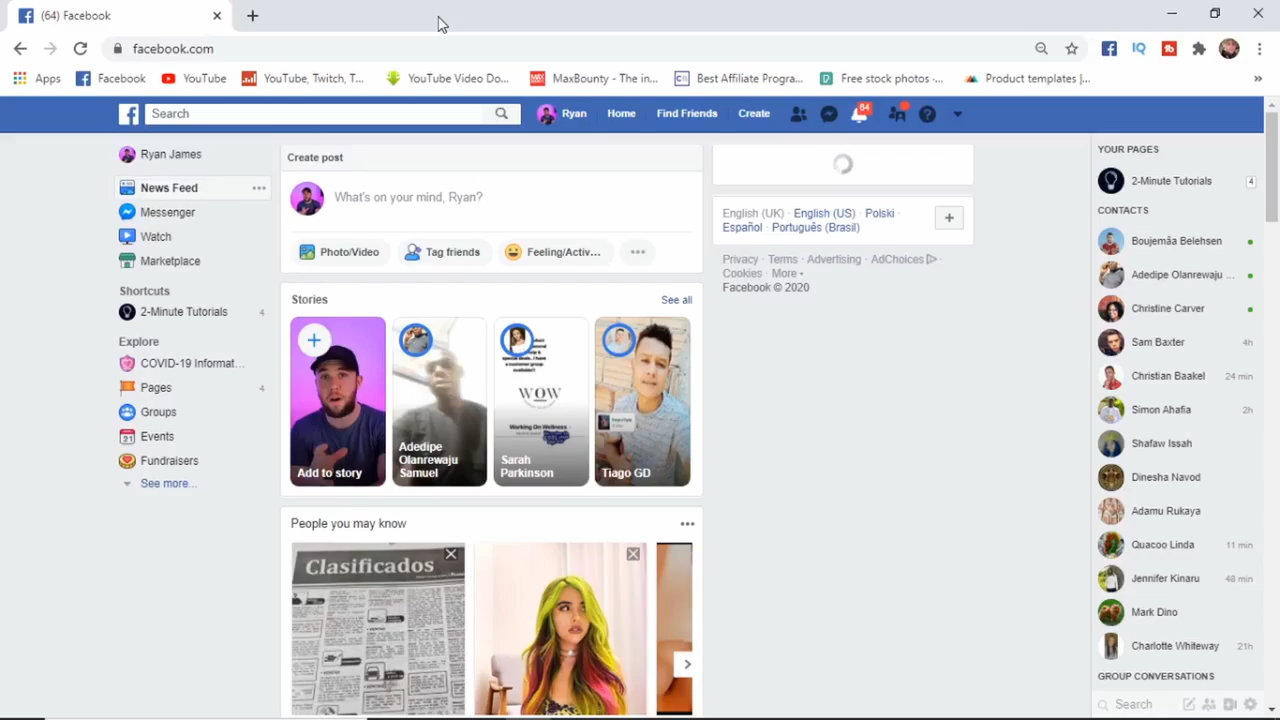 (64) Facebook
facebook.com
Apps Facebook YouTube YouTube, Twitch, T... YouTube Video Do... MaxBounty - The in... Best Affiliate Progra... Free stock photos -... Product templates |... »
Search Ryan Home Find Friends Create 64
Ryan James
News Feed
Messenger
Watch
Marketplace
Shortcuts
2-Minute Tutorials 4
Explore
COVID-19 Informat...
Pages 4
Groups
Events
Fundraisers
See more...
Create post
What's on your mind, Ryan?
Photo/Video Tag friends Feeling/Activ...
Stories See all
Add to story
Adedipe
Olanrewaju
Samuel
WOW
Working On Wellness
Sarah
Parkinson
Tiago GD
People you may know
Clasificados
English (UK) · English (US) · Polski ·
Español · Português (Brasil)
Privacy · Terms · Advertising · AdChoices ·
Cookies · More
Facebook © 2020
YOUR PAGES
2-Minute Tutorials 4
CONTACTS
Boujemâa Belehsen
Adedipe Olanrewaju ...
Christine Carver
Sam Baxter 4h
Christian Baakel 24 min
Simon Ahafia 2h
Shafaw Issah
Dinesha Navod
Adamu Rukaya
Quacoo Linda 11 min
Jennifer Kinaru 48 min
Mark Dino
Charlotte Whiteway 21h
GROUP CONVERSATIONS
Search